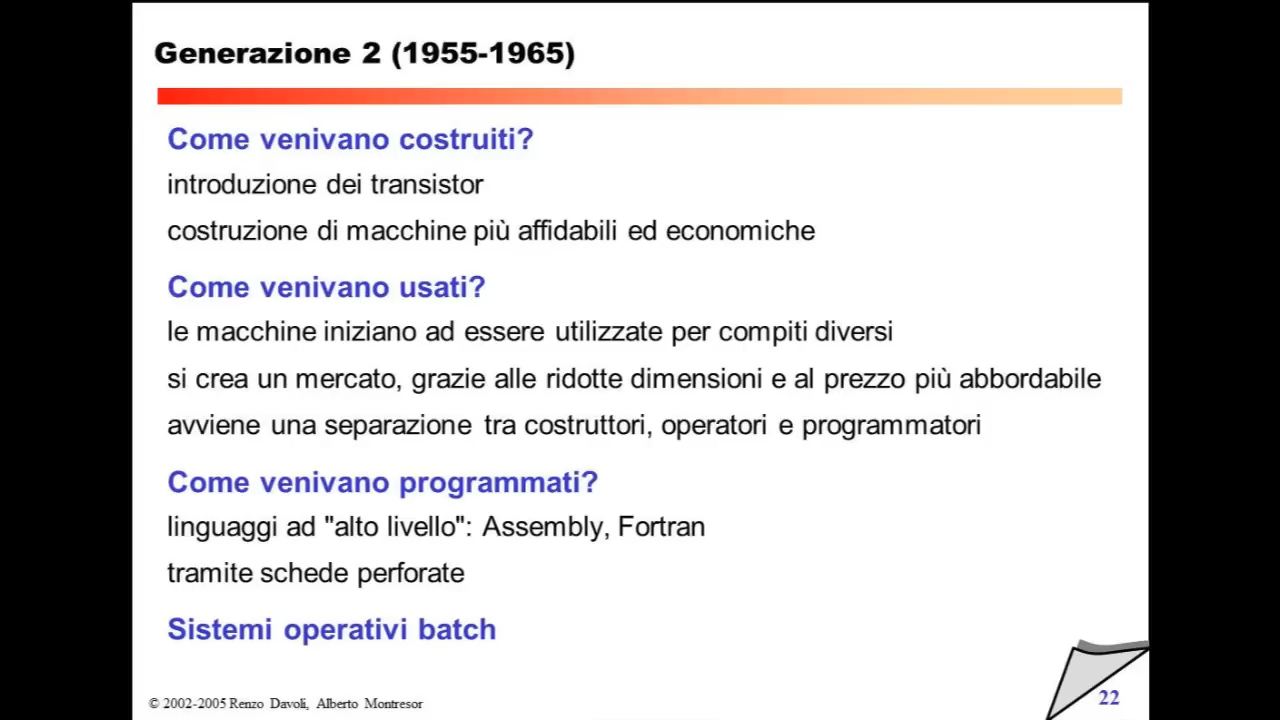 Generazione 2 (1955-1965)
Come venivano costruiti?
introduzione dei transistor
costruzione di macchine più affidabili ed economiche
Come venivano usati?
le macchine iniziano ad essere utilizzate per compiti diversi
si crea un mercato, grazie alle ridotte dimensioni e al prezzo più abbordabile
avviene una separazione tra costruttori, operatori e programmatori
Come venivano programmati?
linguaggi ad "alto livello": Assembly, Fortran
tramite schede perforate
Sistemi operativi batch
© 2002-2005 Renzo Davoli, Alberto Montresor
22